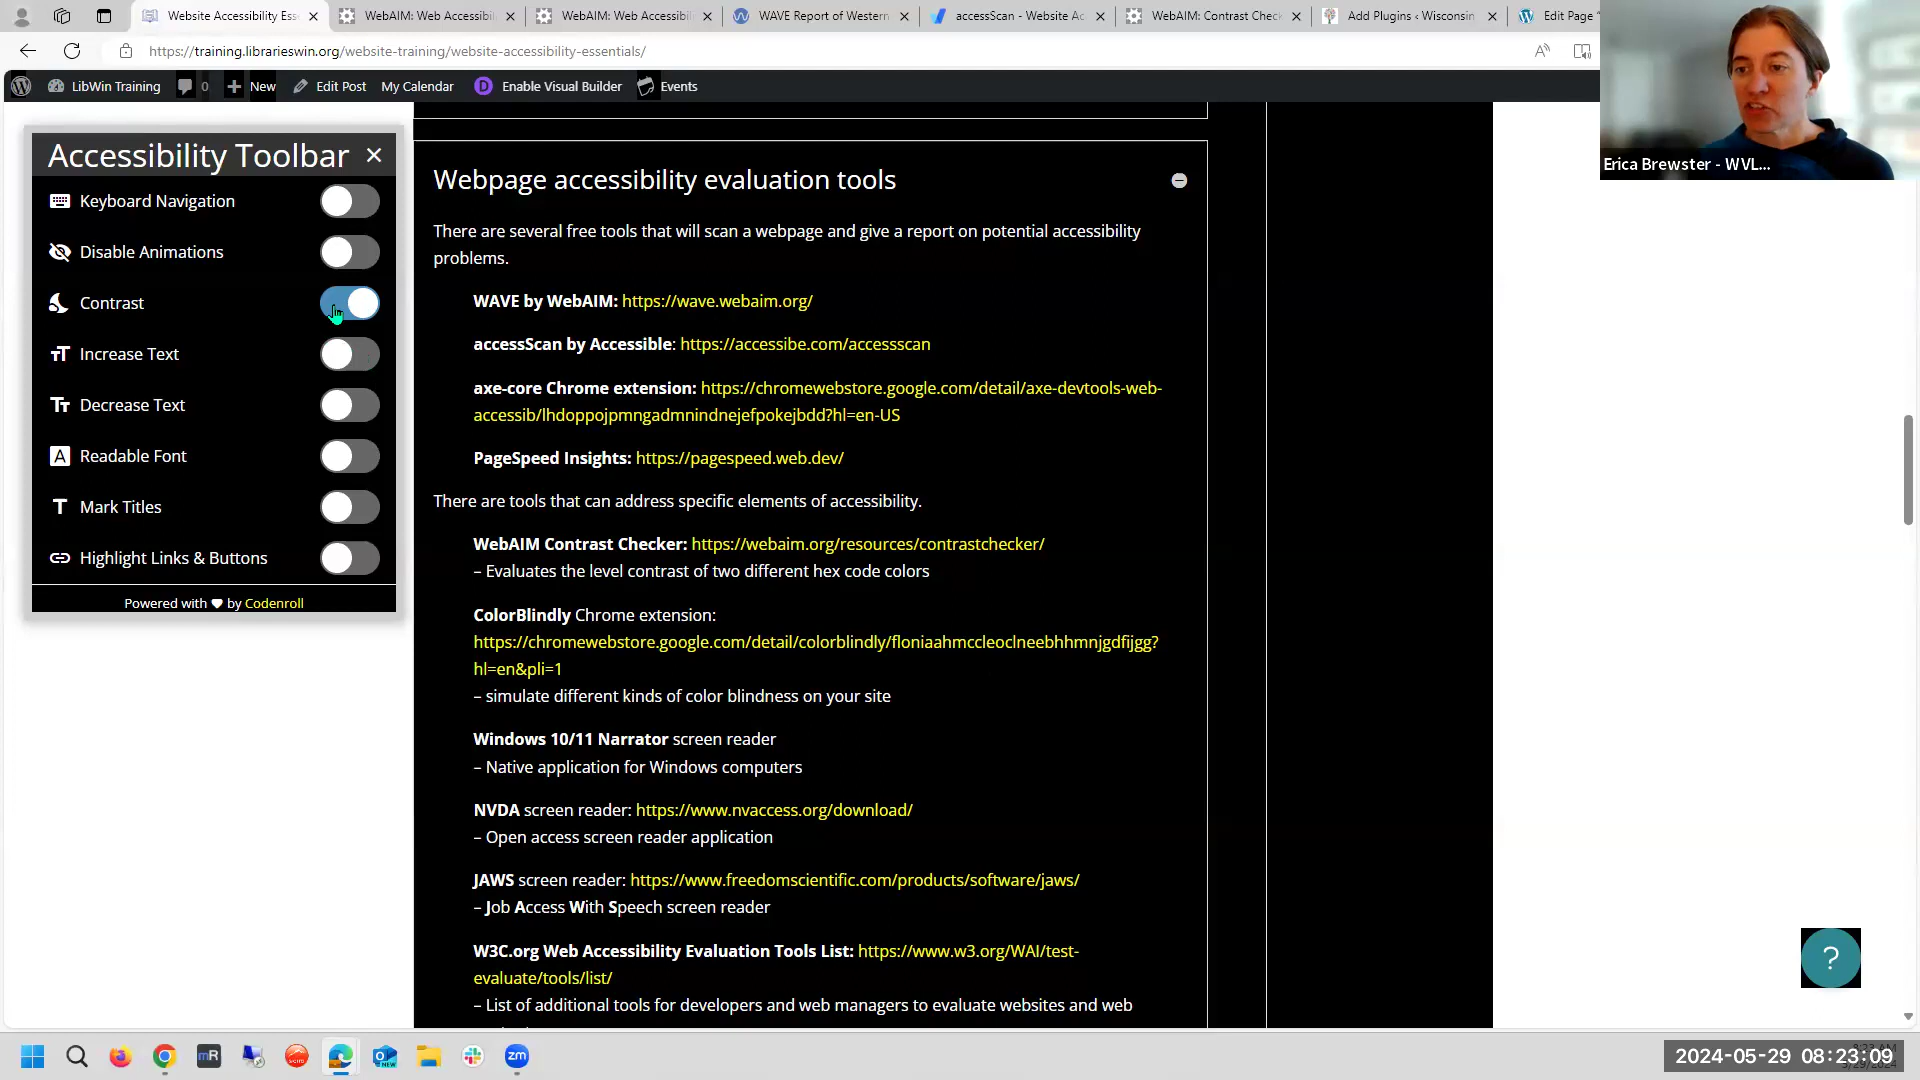 Website Accessibility Ess
WebAIM: Web Accessibil
WebAIM: Web Accessibil
WAVE Report of Western
accessScan - Website Ac
WebAIM: Contrast Check
Add Plugins ‹ Wisconsin
Edit Page "
https://training.librarieswin.org/website-training/website-accessibility-essentials/
LibWin Training
0
New
Edit Post
My Calendar
Enable Visual Builder
Events
Erica Brewster - WVL...
Accessibility Toolbar
Keyboard Navigation
Disable Animations
Contrast
Increase Text
Decrease Text
Readable Font
Mark Titles
Highlight Links & Buttons
Powered with by Codenroll
Webpage accessibility evaluation tools
There are several free tools that will scan a webpage and give a report on potential accessibility
problems.
WAVE by WebAIM: https://wave.webaim.org/
accessScan by Accessible: https://accessibe.com/accessscan
axe-core Chrome extension: https://chromewebstore.google.com/detail/axe-devtools-web-
accessib/lhdoppojpmngadmnindnejefpokejbdd?hl=en-US
PageSpeed Insights: https://pagespeed.web.dev/
There are tools that can address specific elements of accessibility.
WebAIM Contrast Checker: https://webaim.org/resources/contrastchecker/
– Evaluates the level contrast of two different hex code colors
ColorBlindly Chrome extension:
https://chromewebstore.google.com/detail/colorblindly/floniaahmccleoclneebhhmnjgdfijgg?
hl=en&pli=1
– simulate different kinds of color blindness on your site
Windows 10/11 Narrator screen reader
– Native application for Windows computers
NVDA screen reader: https://www.nvaccess.org/download/
– Open access screen reader application
JAWS screen reader: https://www.freedomscientific.com/products/software/jaws/
– Job Access With Speech screen reader
W3C.org Web Accessibility Evaluation Tools List: https://www.w3.org/WAI/test-
evaluate/tools/list/
– List of additional tools for developers and web managers to evaluate websites and web
?
mR
zm
2024-05-29 08:23:09